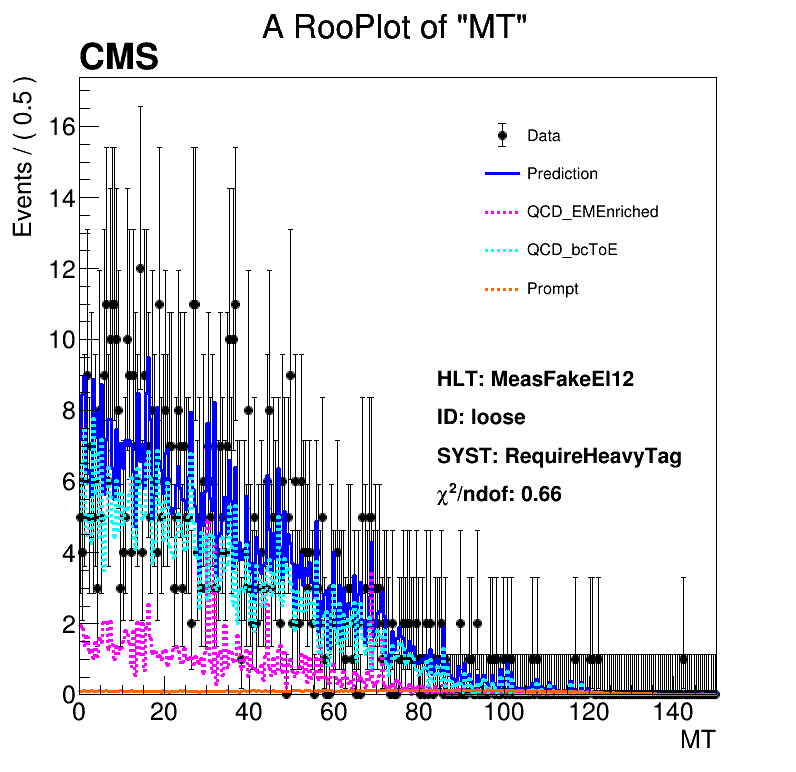 A RooPlot of "MT"
CMS
Events / ( 0.5 )
16
14
12
10
8
6
4
2
0
Data
Prediction
QCD_EMEnriched
QCD_bcToE
Prompt
HLT: MeasFakeEl12
ID: loose
SYST: RequireHeavyTag
χ²/ndof: 0.66
0 20 40 60 80 100 120 140
MT